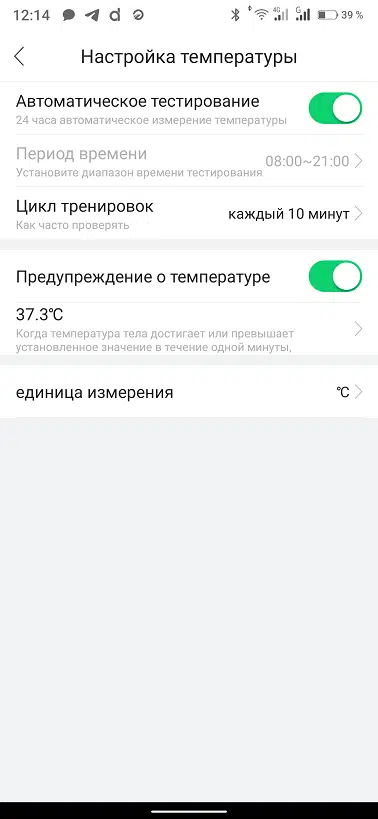 12:14
4G
G
39 %
Настройка температуры
Автоматическое тестирование
24 часа автоматическое измерение температуры
Период времени
08:00~21:00
Установите диапазон времени тестирования
Цикл тренировок
каждый 10 минут
Как часто проверять
Предупреждение о температуре
37.3℃
Когда температура тела достигает или превышает
установленное значение в течение одной минуты,
единица измерения
℃